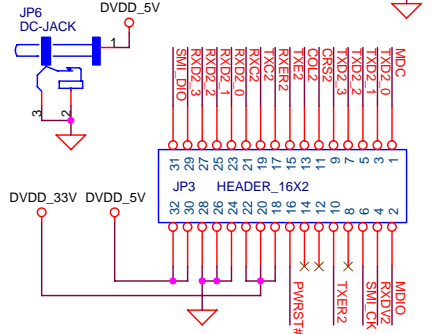 JP6
DC-JACK
DVDD_5V
1
3
2
SMI_DIO
RXD2_3
RXD2_2
RXD2_1
RXD2_0
RXC2
TXC2
RXER2
TXE2
COL2
CRS2
TXD2_3
TXD2_2
TXD2_1
TXD2_0
MDC
31 29 27 25 23 21 19 17 15 13 11 9 7 5 3 1
JP3 HEADER_16X2
32 30 28 26 24 22 20 18 16 14 12 10 8 6 4 2
DVDD_33V DVDD_5V
PWRST#
TXER2
SMI_CK
RXDV2
MDIO